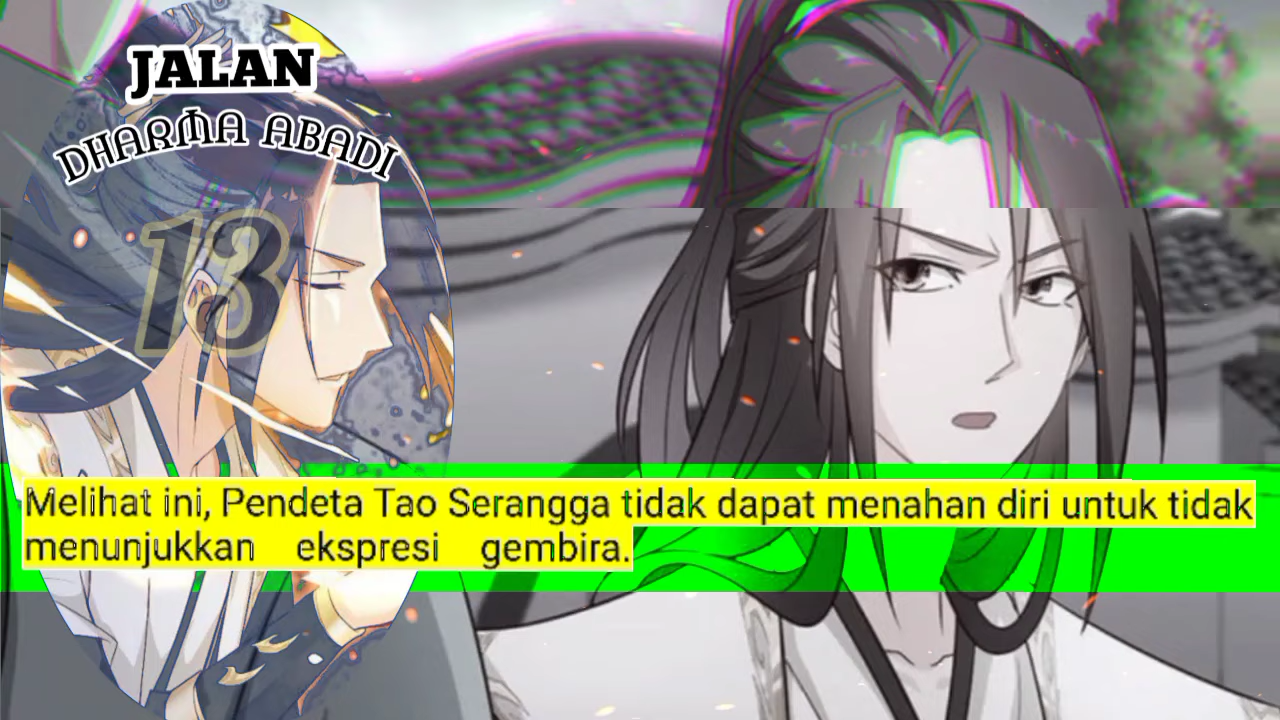 JALAN
DHARMA ABADI
13
Melihat ini, Pendeta Tao Serangga tidak dapat menahan diri untuk tidak
menunjukkan ekspresi gembira.